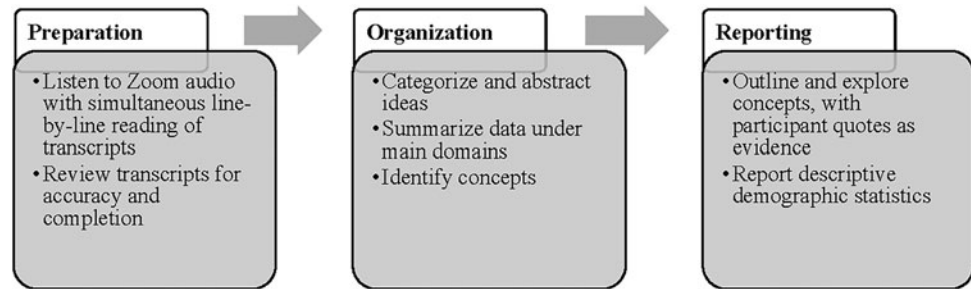 Preparation
•Listen to Zoom audio
with simultaneous line-
by-line reading of
transcripts
•Review transcripts for
accuracy and
completion
Organization
•Categorize and abstract
ideas
•Summarize data under
main domains
•Identify concepts
Reporting
•Outline and explore
concepts, with
participant quotes as
evidence
•Report descriptive
demographic statistics